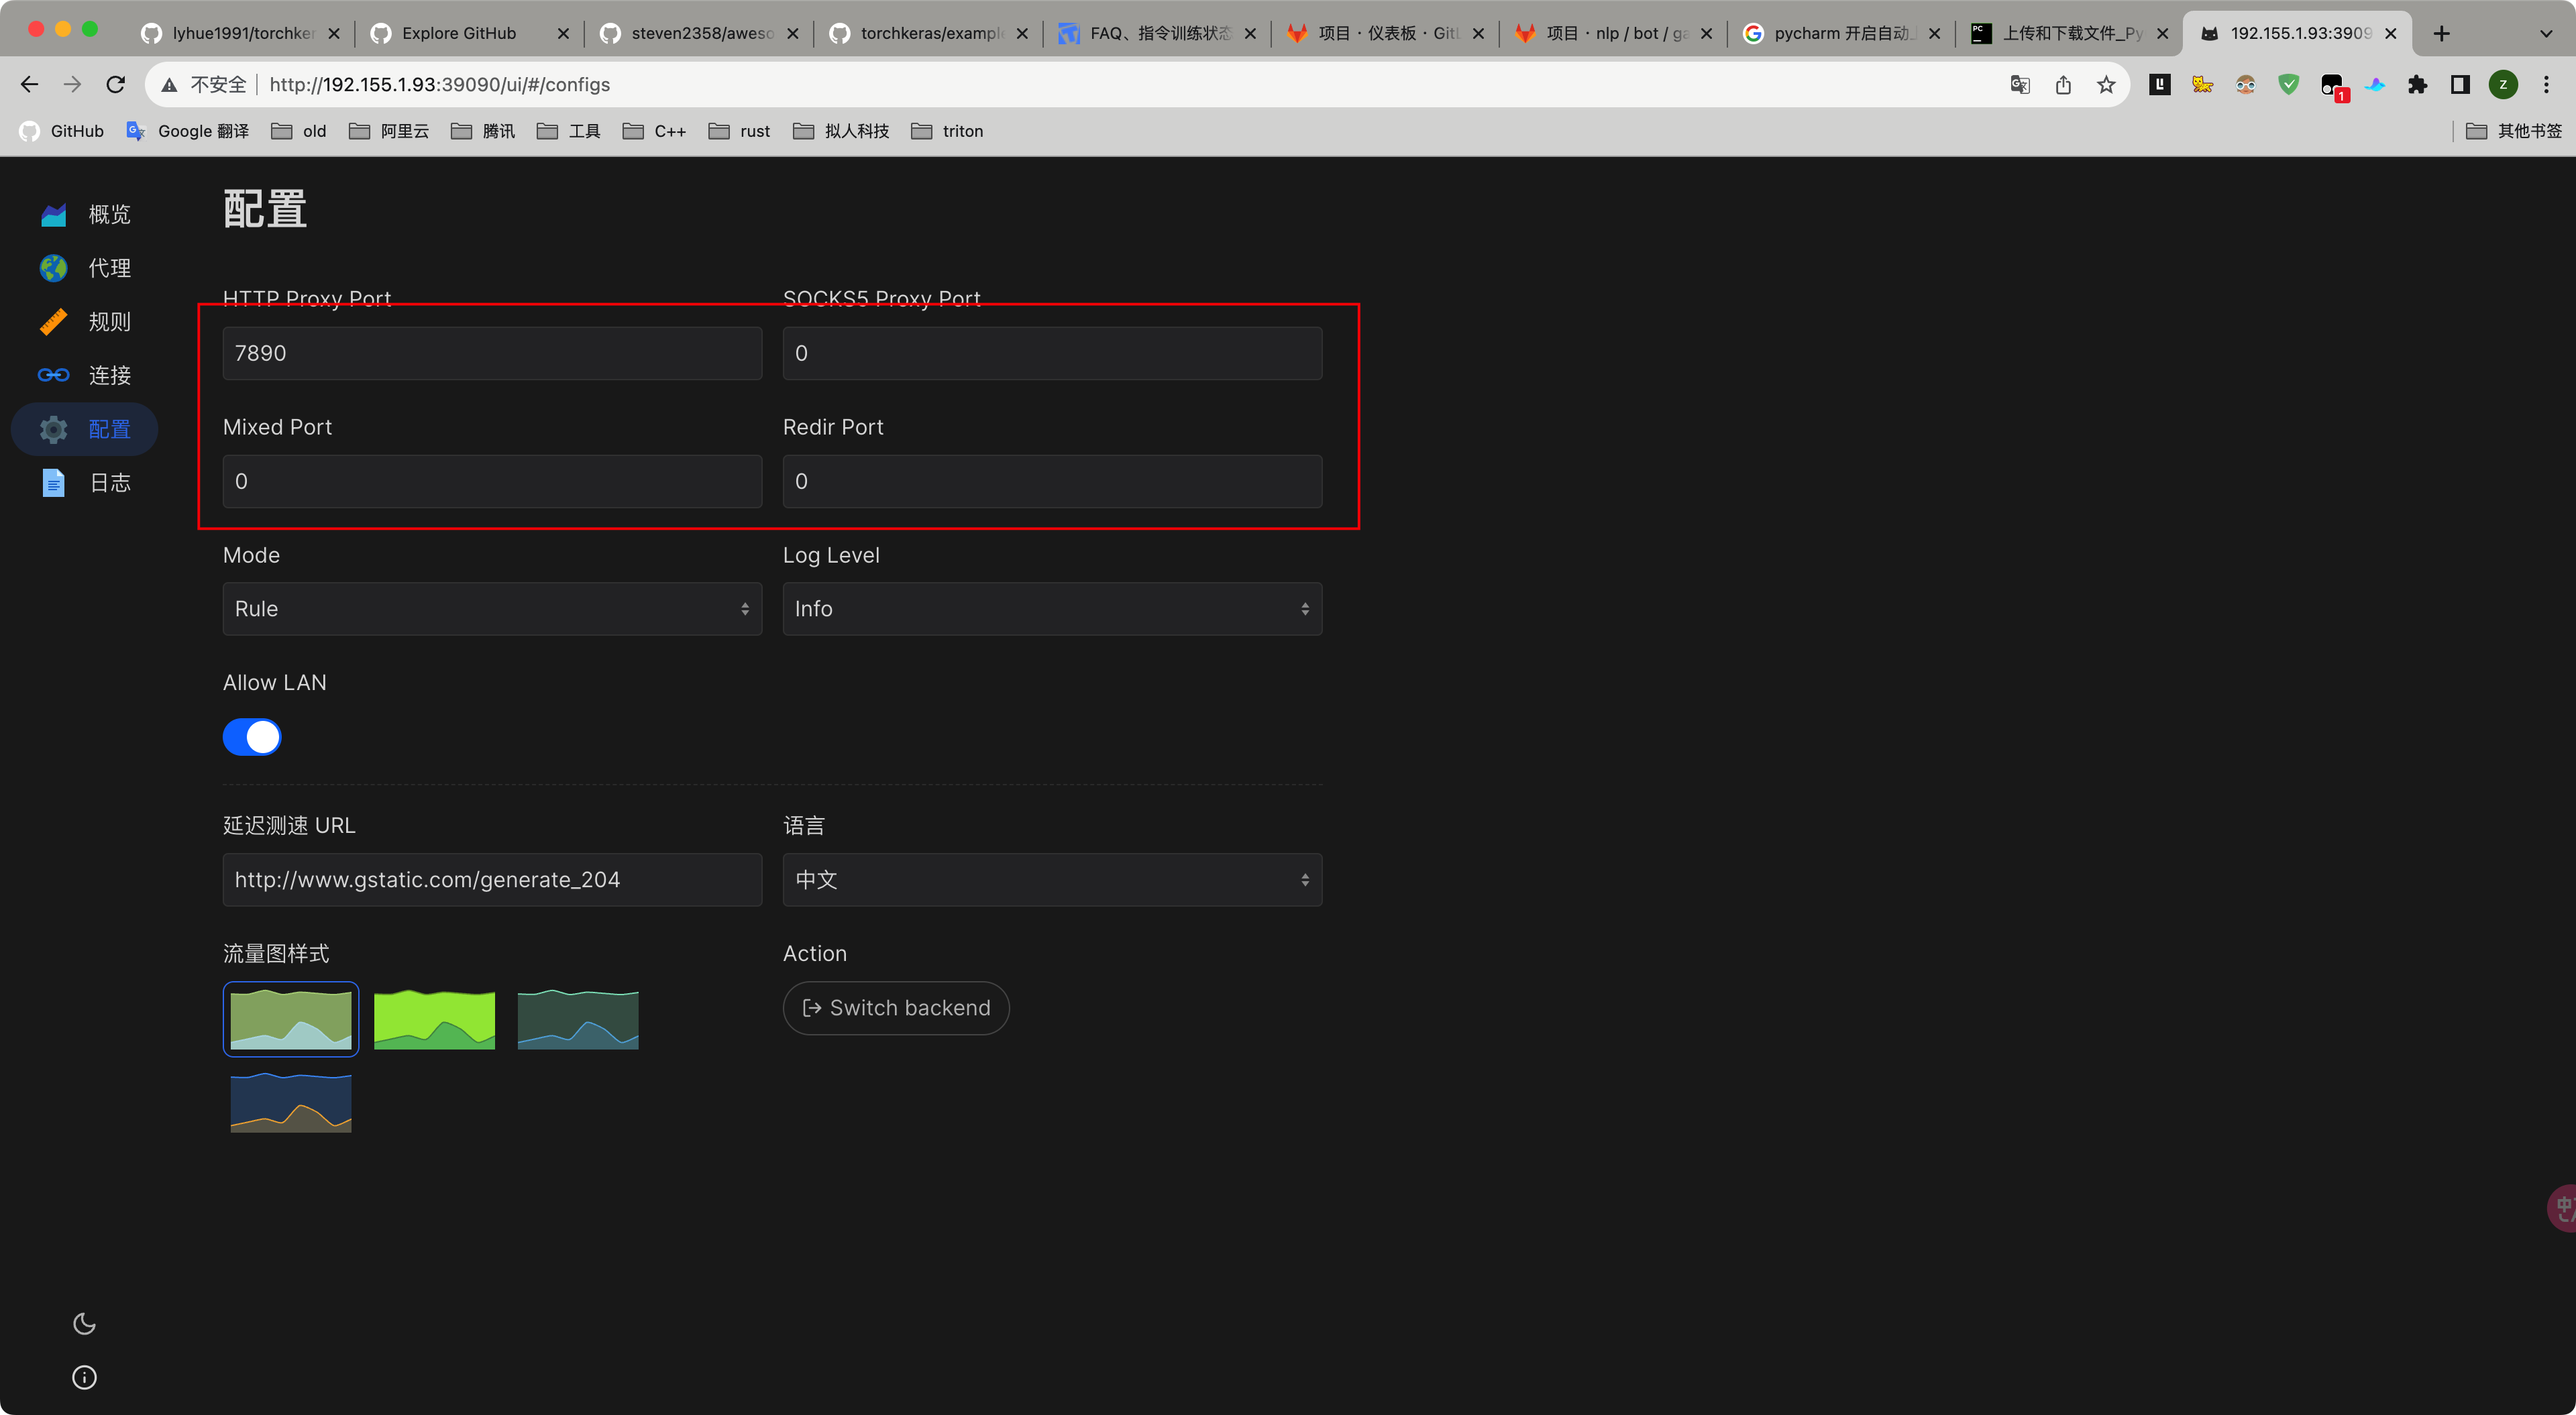 lyhue1991/torchker
Explore GitHub
steven2358/aweso
torchkeras/example
FAQ、指令训练状态
项目 · 仪表板 · GitL
项目 · nlp / bot / ga
pycharm 开启自动上
上传和下载文件_Py
192.155.1.93:3909
不安全
http://192.155.1.93:39090/ui/#/configs
1
z
GitHub
Google 翻译
old
阿里云
腾讯
工具
C++
rust
拟人科技
triton
其他书签
概览
代理
规则
连接
配置
日志
配置
HTTP Proxy Port
SOCKS5 Proxy Port
7890
0
Mixed Port
Redir Port
0
0
Mode
Log Level
Rule
Info
Allow LAN
延迟测速 URL
语言
http://www.gstatic.com/generate_204
中文
流量图样式
Action
Switch backend